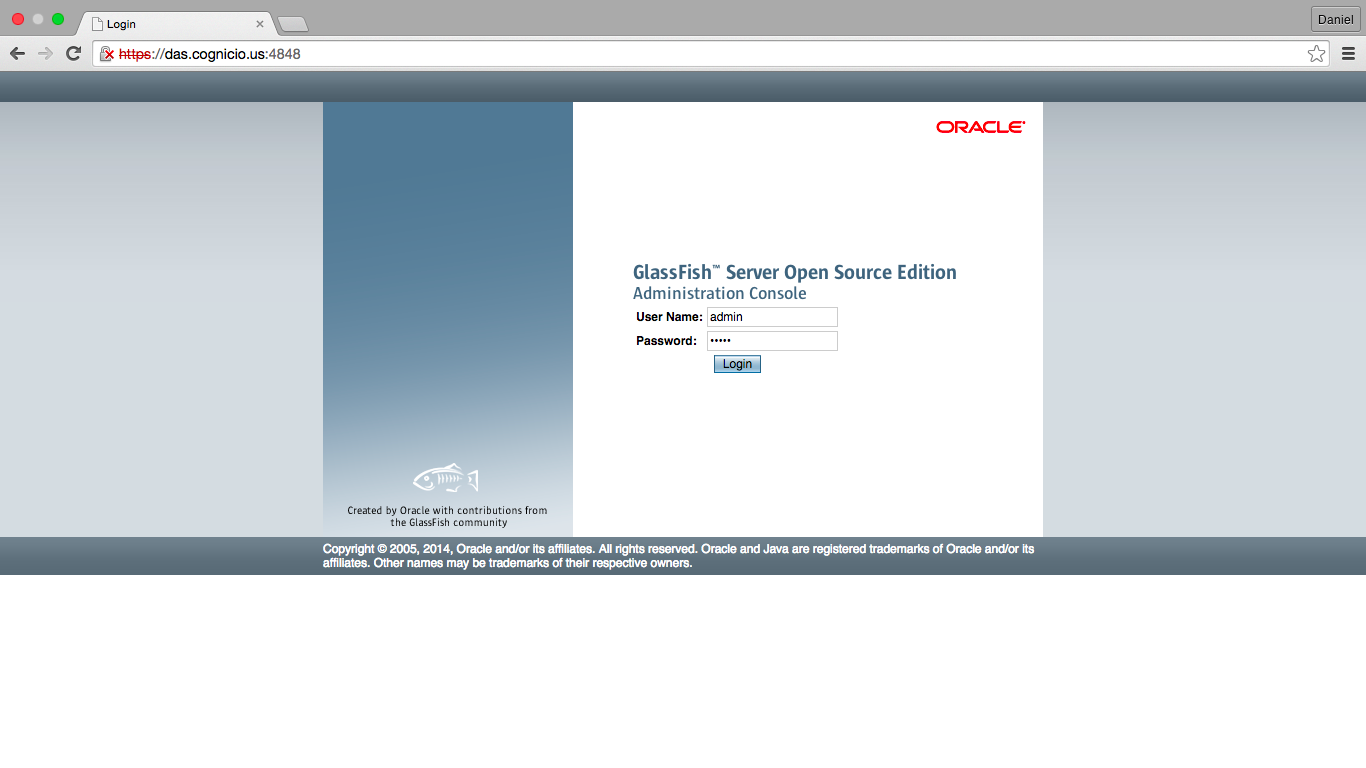 Login
Daniel
https://das.cognicio.us:4848
ORACLE
GlassFish™ Server Open Source Edition
Administration Console
User Name: admin
Password: •••••
Login
Created by Oracle with contributions from
the GlassFish community
Copyright © 2005, 2014, Oracle and/or its affiliates. All rights reserved. Oracle and Java are registered trademarks of Oracle and/or its
affiliates. Other names may be trademarks of their respective owners.